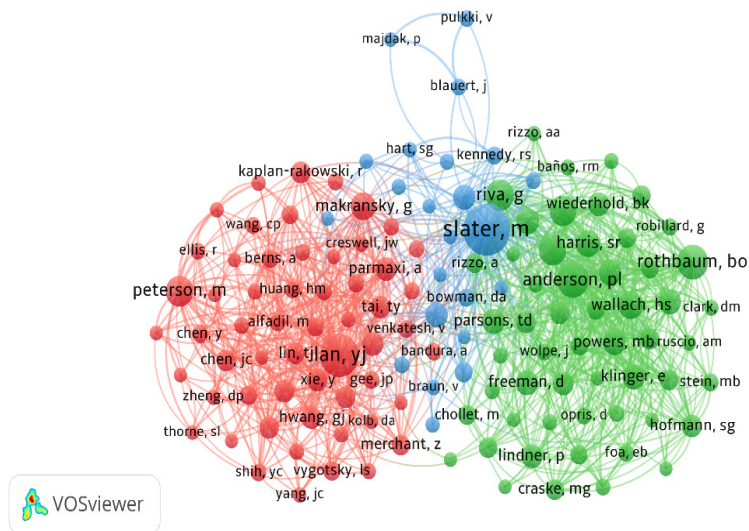 pulkki, v
majdak, p
blauert, j
rizzo, aa
hart, sg
kennedy, rs
kaplan-rakowski, r
baños, rm
riva, g
makransky, g
wiederhold, bk
wang, cp
slater, m
robillard, g
creswell, jw
harris, sr
ellis, r
berns, a
rizzo, a
rothbaum, bo
parmaxi, a
huang, hm
anderson, pl
peterson, m
bowman, da
tai, ty
wallach, hs
clark, dm
chen, y
alfadil, m
venkatesh, v
parsons, td
powers, mb
ruscio, am
lin, tj
lan, yj
bandura, a
wolpe, j
chen, jc
xie, y
gee, jp
braun, v
freeman, d
klinger, e
stein, mb
zheng, dp
hwang, gj
kolb, da
chollet, m
opris, d
thorne, sl
merchant, z
hofmann, sg
lindner, p
foa, eb
shih, yc
vygotsky, ls
craske, mg
yang, jc
VOSviewer